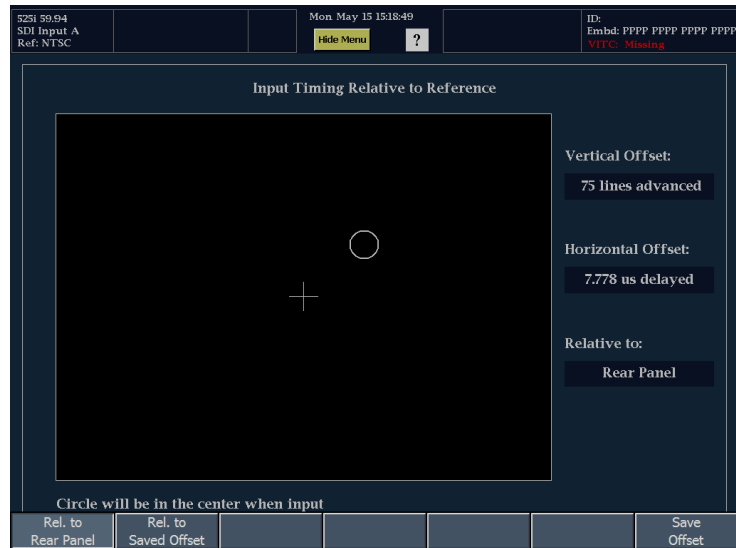 525i 59.94
SDI Input A
Ref: NTSC
Mon May 15 15:18:49
Hide Menu
?
ID:
Embd: PPPP PPPP PPPP PPPP
VITC: Missing
Input Timing Relative to Reference
Vertical Offset:
75 lines advanced
Horizontal Offset:
7.778 us delayed
Relative to:
Rear Panel
Circle will be in the center when input
Rel. to
Rear Panel
Rel. to
Saved Offset
Save
Offset